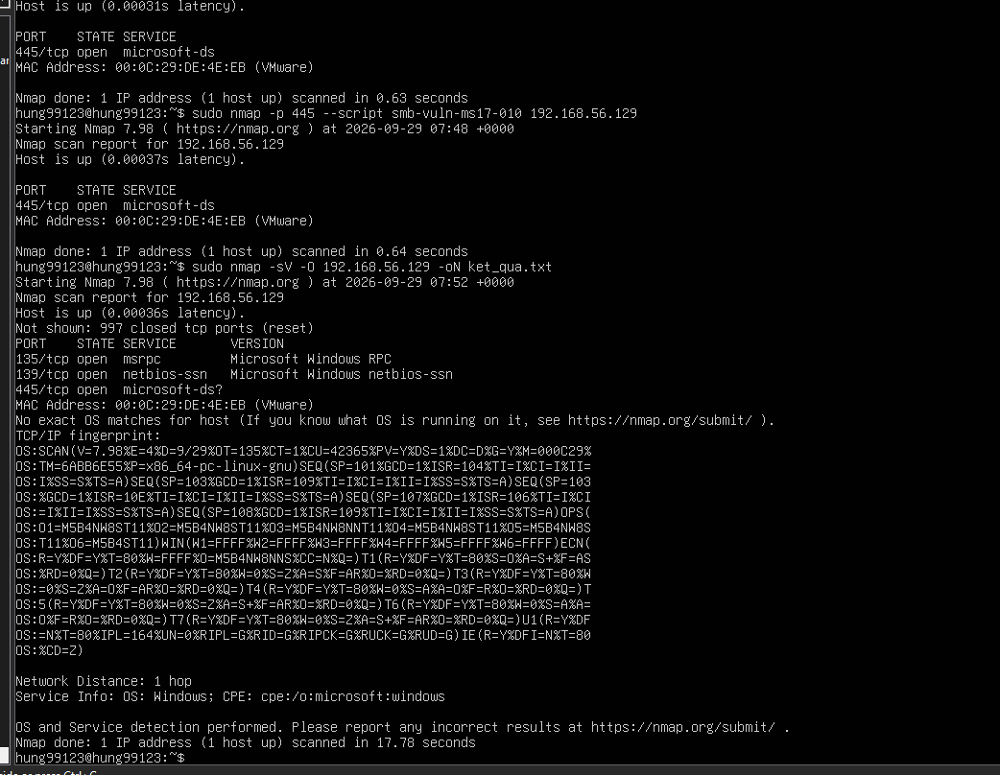 Host is up (0.00031s latency).
PORT    STATE SERVICE
445/tcp open  microsoft-ds
MAC Address: 00:0C:29:DE:4E:EB (VMware)
Nmap done: 1 IP address (1 host up) scanned in 0.63 seconds
hung99123@hung99123:~$ sudo nmap -p 445 --script smb-vuln-ms17-010 192.168.56.129
Starting Nmap 7.98 ( https://nmap.org ) at 2026-09-29 07:48 +0000
Nmap scan report for 192.168.56.129
Host is up (0.00037s latency).
PORT    STATE SERVICE
445/tcp open  microsoft-ds
MAC Address: 00:0C:29:DE:4E:EB (VMware)
Nmap done: 1 IP address (1 host up) scanned in 0.64 seconds
hung99123@hung99123:~$ sudo nmap -sV -O 192.168.56.129 -oN ket_qua.txt
Starting Nmap 7.98 ( https://nmap.org ) at 2026-09-29 07:52 +0000
Nmap scan report for 192.168.56.129
Host is up (0.00036s latency).
Not shown: 997 closed tcp ports (reset)
PORT    STATE SERVICE       VERSION
135/tcp open  msrpc         Microsoft Windows RPC
139/tcp open  netbios-ssn   Microsoft Windows netbios-ssn
445/tcp open  microsoft-ds?
MAC Address: 00:0C:29:DE:4E:EB (VMware)
No exact OS matches for host (If you know what OS is running on it, see https://nmap.org/submit/ ).
TCP/IP fingerprint:
OS:SCAN(V=7.98%E=4%D=9/29%OT=135%CT=1%CU=42365%PV=Y%DS=1%DC=D%G=Y%M=000C29%
OS:TM=6ABB6E55%P=x86_64-pc-linux-gnu)SEQ(SP=101%GCD=1%ISR=104%TI=I%CI=I%II=
OS:I%SS=S%TS=A)SEQ(SP=103%GCD=1%ISR=109%TI=I%CI=I%II=I%SS=S%TS=A)SEQ(SP=103
OS:%GCD=1%ISR=10E%TI=I%CI=I%II=I%SS=S%TS=A)SEQ(SP=107%GCD=1%ISR=106%TI=I%CI
OS:=I%II=I%SS=S%TS=A)SEQ(SP=108%GCD=1%ISR=109%TI=I%CI=I%II=I%SS=S%TS=A)OPS(
OS:O1=M5B4NW8ST11%O2=M5B4NW8ST11%O3=M5B4NW8NNT11%O4=M5B4NW8ST11%O5=M5B4NW8S
OS:T11%O6=M5B4ST11)WIN(W1=FFFF%W2=FFFF%W3=FFFF%W4=FFFF%W5=FFFF%W6=FFFF)ECN(
OS:R=Y%DF=Y%T=80%W=FFFF%O=M5B4NW8NNS%CC=N%Q=)T1(R=Y%DF=Y%T=80%S=O%A=S+%F=AS
OS:%RD=0%Q=)T2(R=Y%DF=Y%T=80%W=0%S=Z%A=S%F=AR%O=%RD=0%Q=)T3(R=Y%DF=Y%T=80%W
OS:=0%S=Z%A=O%F=AR%O=%RD=0%Q=)T4(R=Y%DF=Y%T=80%W=0%S=A%A=O%F=R%O=%RD=0%Q=)T
OS:5(R=Y%DF=Y%T=80%W=0%S=Z%A=S+%F=AR%O=%RD=0%Q=)T6(R=Y%DF=Y%T=80%W=0%S=A%A=
OS:O%F=R%O=%RD=0%Q=)T7(R=Y%DF=Y%T=80%W=0%S=Z%A=S+%F=AR%O=%RD=0%Q=)U1(R=Y%DF
OS:=N%T=80%IPL=164%UN=0%RIPL=G%RID=G%RIPCK=G%RUCK=G%RUD=G)IE(R=Y%DFI=N%T=80
OS:%CD=Z)
Network Distance: 1 hop
Service Info: OS: Windows; CPE: cpe:/o:microsoft:windows
OS and Service detection performed. Please report any incorrect results at https://nmap.org/submit/ .
Nmap done: 1 IP address (1 host up) scanned in 17.78 seconds
hung99123@hung99123:~$